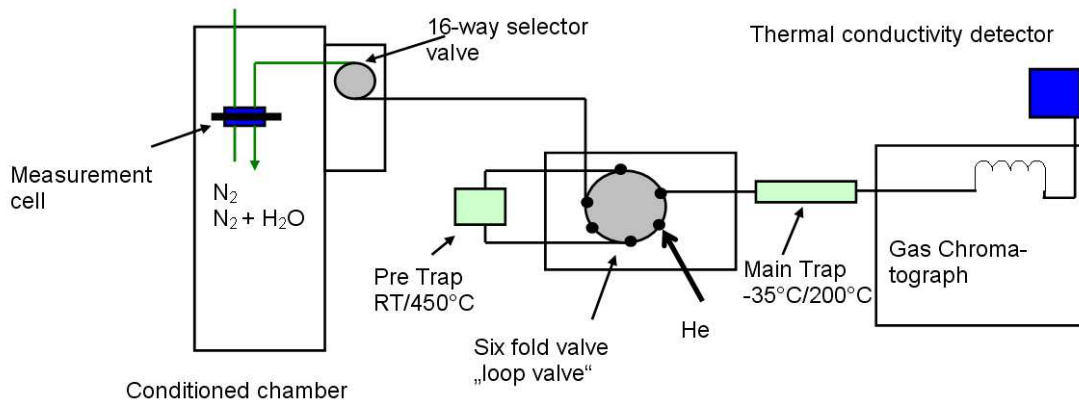 16-way selector
valve
Thermal conductivity detector
Measurement
cell
N₂
N₂ + H₂O
Pre Trap
RT/450°C
Six fold valve
„loop valve“
He
Main Trap
-35°C/200°C
Gas Chroma-
tograph
Conditioned chamber